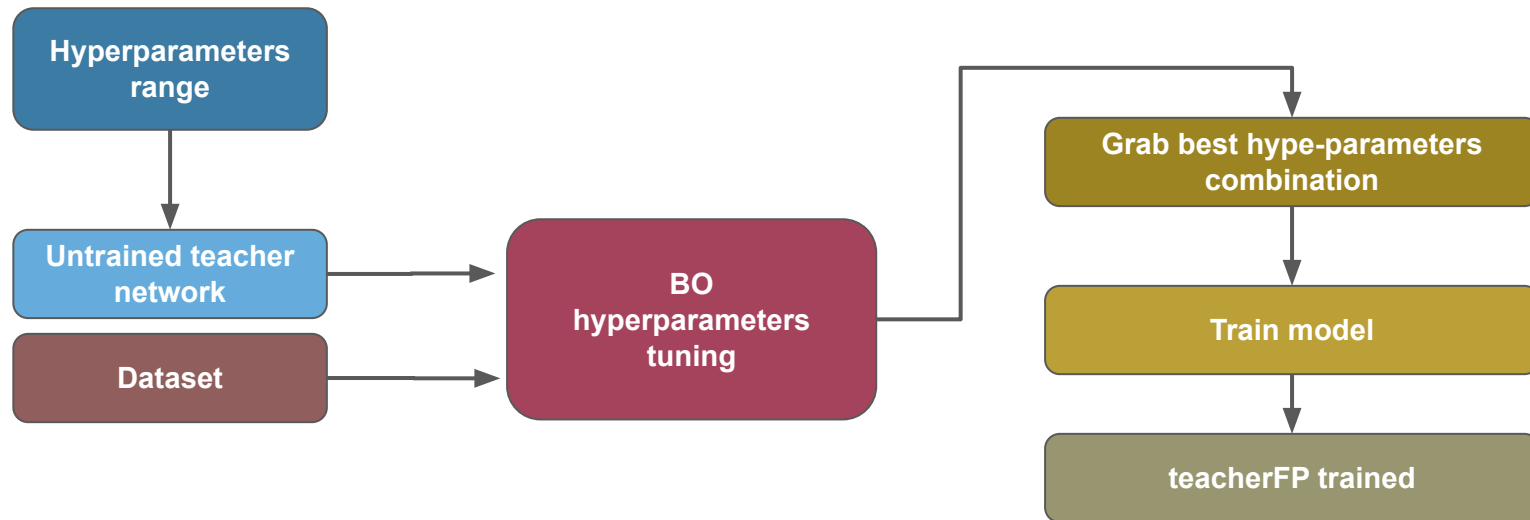 Hyperparameters
range
Untrained teacher
network
Dataset
BO
hyperparameters
tuning
Grab best hype-parameters
combination
Train model
teacherFP trained